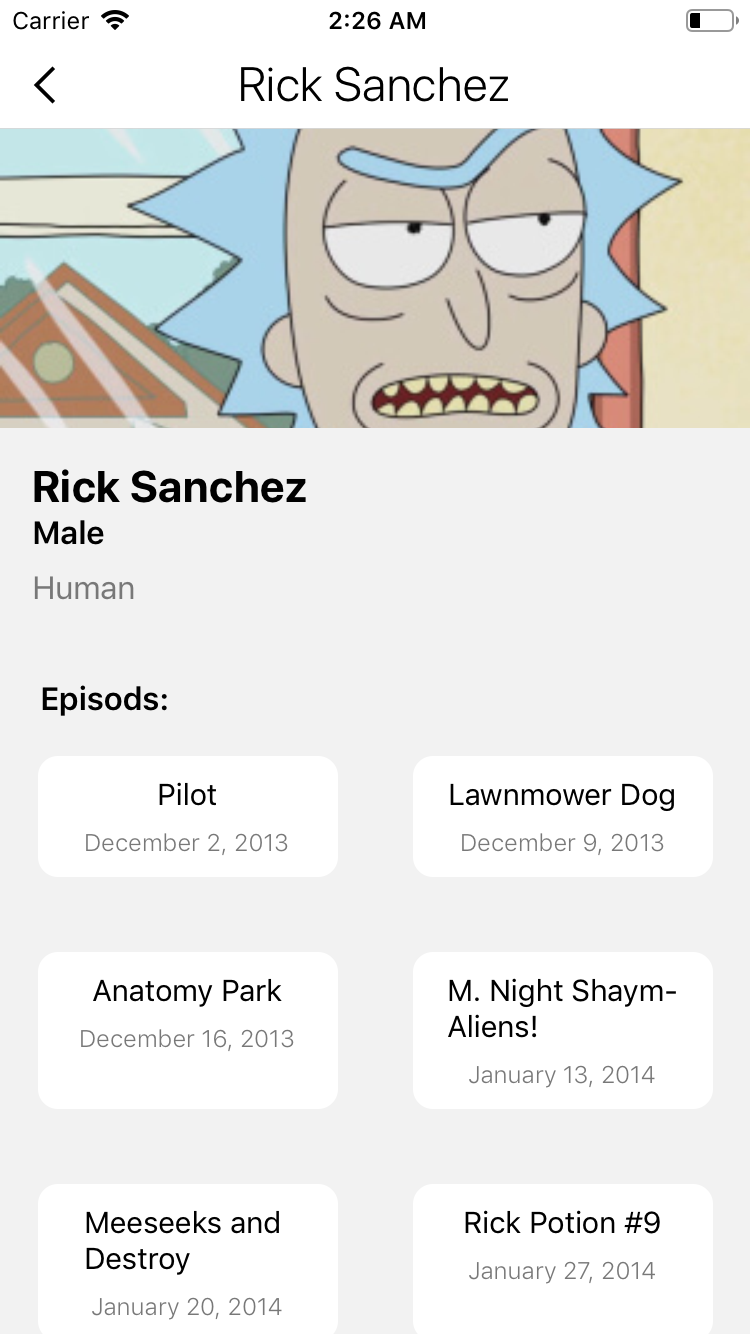 Carrier 2:26 AM
Rick Sanchez
Rick Sanchez
Male
Human
Episods:
Pilot
December 2, 2013
Lawnmower Dog
December 9, 2013
Anatomy Park
December 16, 2013
M. Night Shaym-
Aliens!
January 13, 2014
Meeseeks and
Destroy
January 20, 2014
Rick Potion #9
January 27, 2014